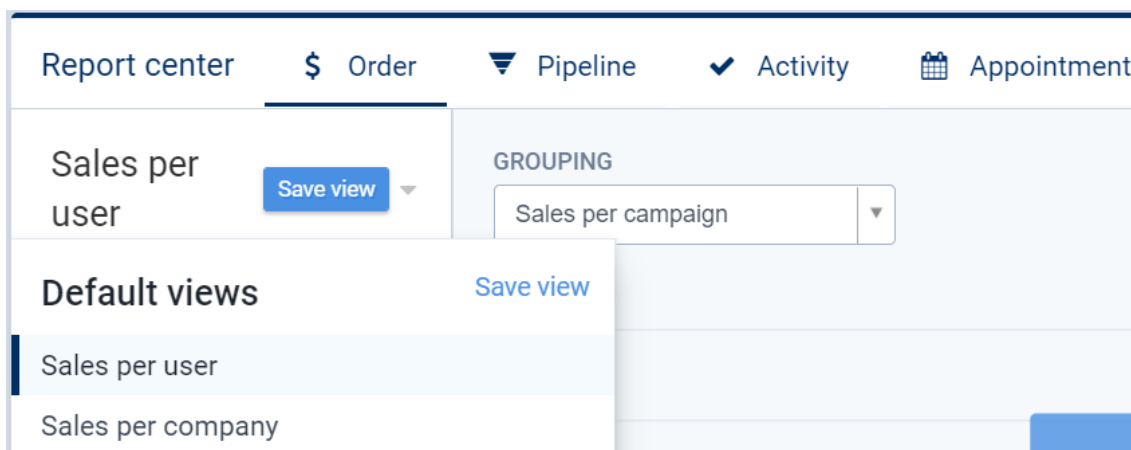 Report center $ Order Pipeline Activity Appointment
Sales per
user
Save view
GROUPING
Sales per campaign
Default views Save view
Sales per user
Sales per company